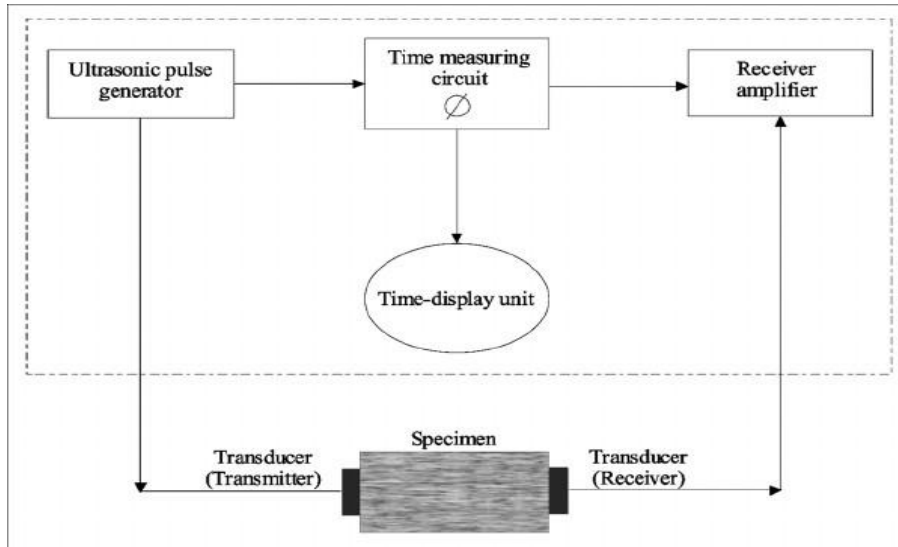 Ultrasonic pulse
generator
Time measuring
circuit
Receiver
amplifier
Time-display unit
Specimen
Transducer
(Transmitter)
Transducer
(Receiver)